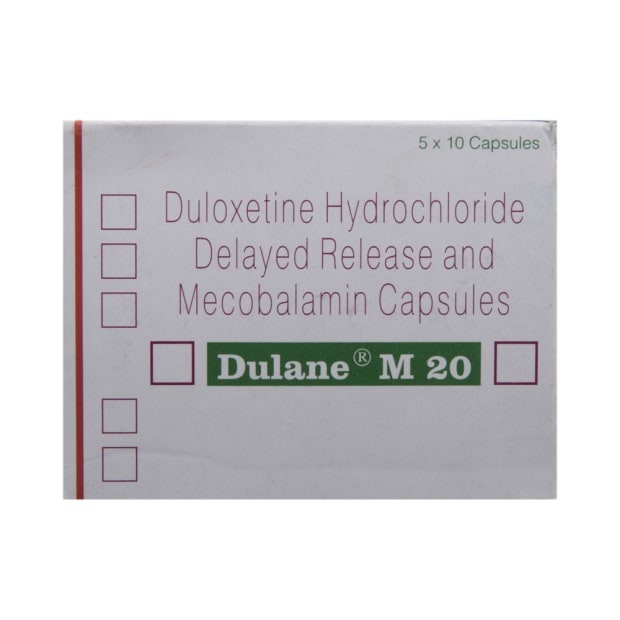 5 x 10 Capsules
Duloxetine Hydrochloride
Delayed Release and
Mecobalamin Capsules
Dulane® M 20